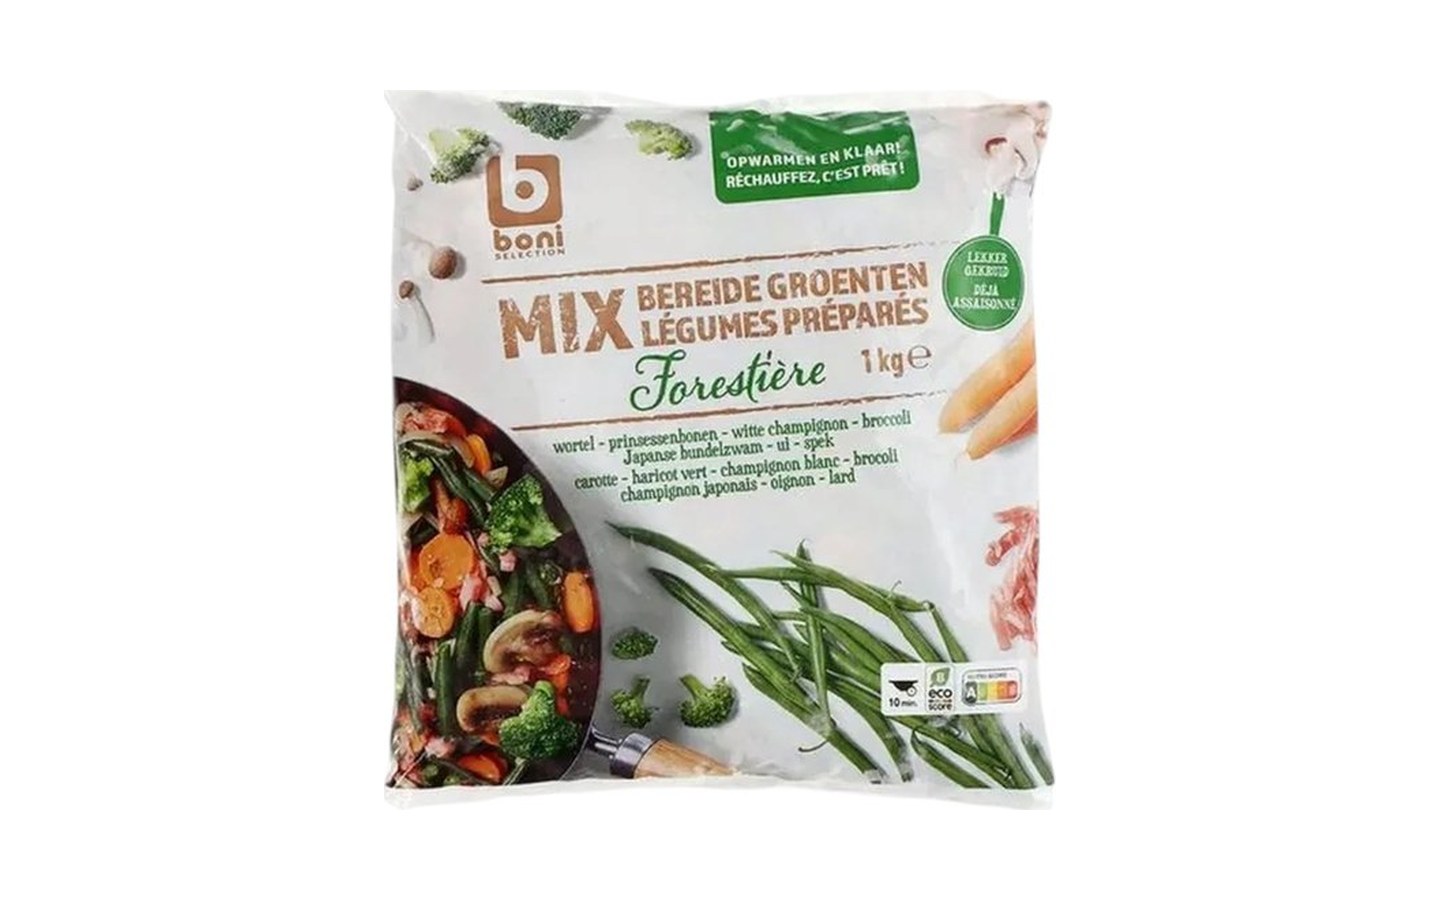 OPWARMEN EN KLAAR!
RÉCHAUFFEZ, C'EST PRÊT!
b
boni
SELECTION
LEKKER
GEKRUID
DÉJÀ
ASSAISONNÉ
MIX
BEREIDE GROENTEN
LÉGUMES PRÉPARÉS
Forestière 1 kg ℮
wortel - prinsessenbonen - witte champignon - broccoli
Japanse bundelzwam - ui - spek
carotte - haricot vert - champignon blanc - brocoli
champignon japonais - oignon - lard
10 min.
B
eco
score
NUTRI-SCORE
A